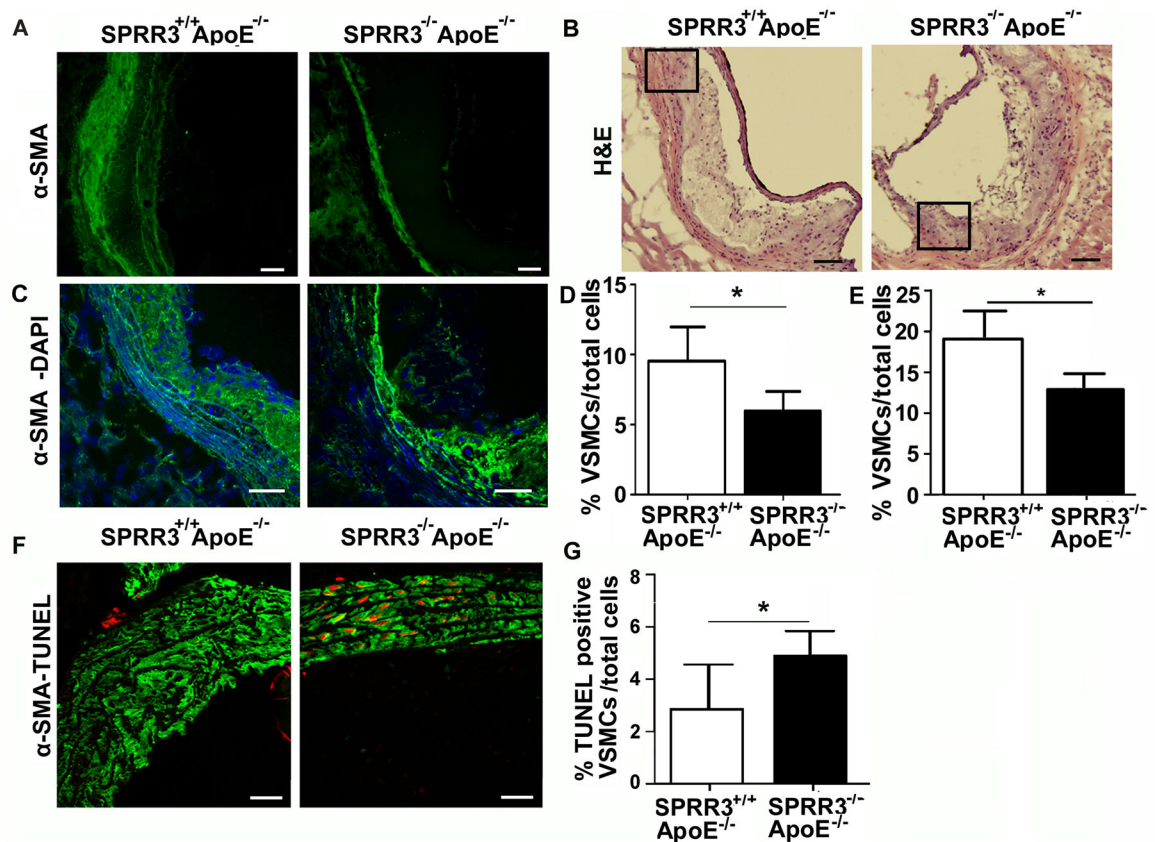 A
SPRR3+/+ApoE-/- SPRR3-/-ApoE-/-
α-SMA
B
SPRR3+/+ApoE-/- SPRR3-/-ApoE-/-
H&E
C
α-SMA -DAPI
D
% VSMCs/total cells
15
10
5
0
*
SPRR3+/+ SPRR3-/-
ApoE-/- ApoE-/-
E
% VSMCs/total cells
25
20
15
10
5
0
*
SPRR3+/+ SPRR3-/-
ApoE-/- ApoE-/-
F
SPRR3+/+ApoE-/- SPRR3-/-ApoE-/-
α-SMA-TUNEL
G
% TUNEL positive
VSMCs/total cells
8
6
4
2
0
*
SPRR3+/+ SPRR3-/-
ApoE-/- ApoE-/-